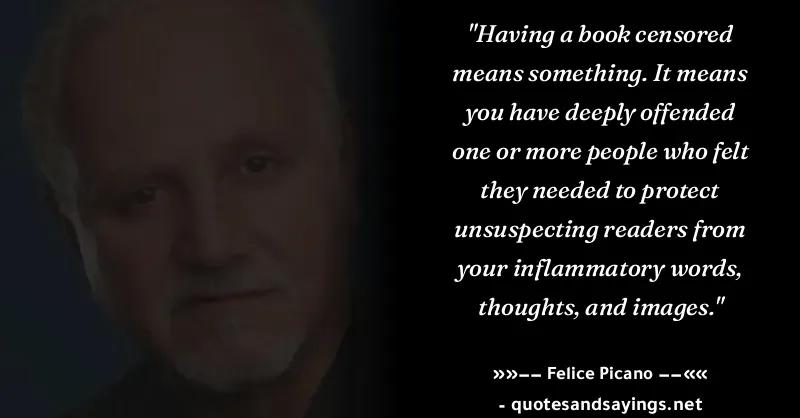 "Having a book censored
means something. It means
you have deeply offended
one or more people who felt
they needed to protect
unsuspecting readers from
your inflammatory words,
thoughts, and images."
»»−− Felice Picano −−««
- quotesandsayings.net